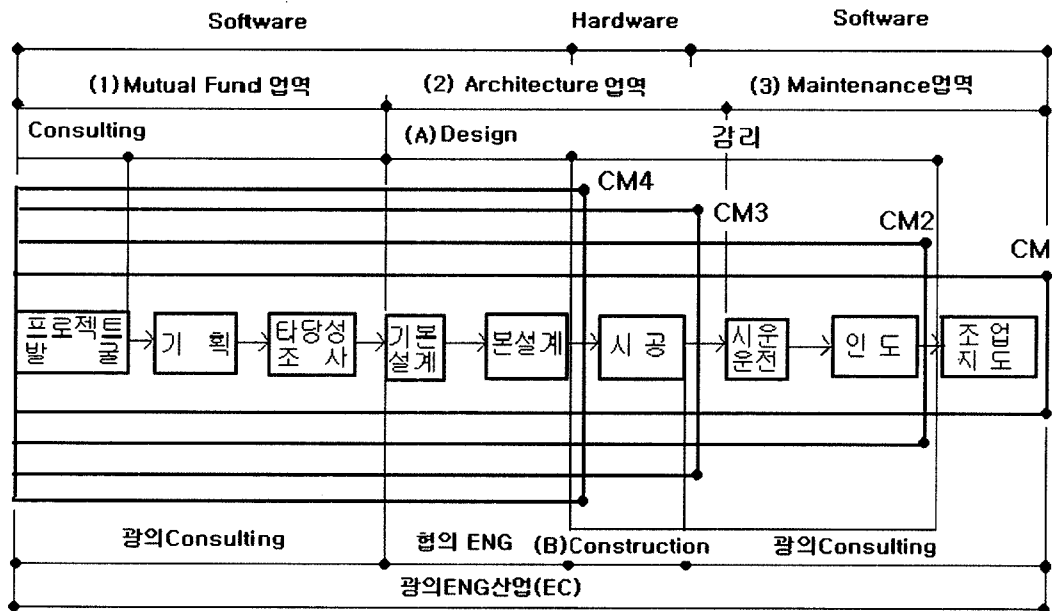 Software Hardware Software
(1) Mutual Fund 업역 (2) Architecture 업역 (3) Maintenance업역
Consulting (A)Design 감리
CM4
CM3
CM2
CM
프로젝트
발 굴
기 획
타당성
조 사
기본
설계
본설계
시 공
시운
운전
인 도
조 업
지 도
광의Consulting 협의 ENG (B)Construction 광의Consulting
광의ENG산업(EC)